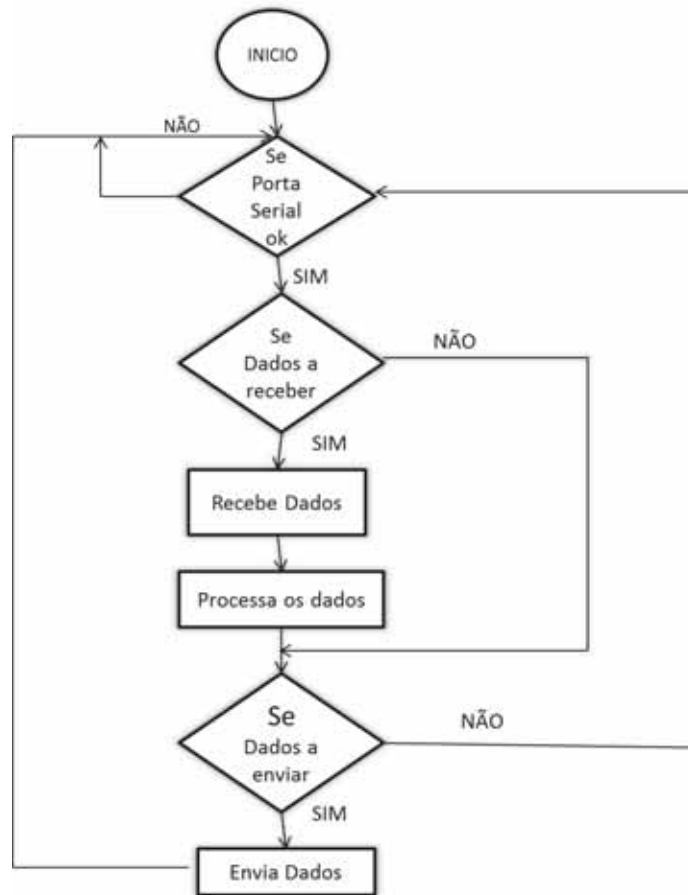 INICIO
NÃO
Se
Porta
Serial
ok
SIM
Se
Dados a
receber
NÃO
SIM
Recebe Dados
Processa os dados
Se
Dados a
enviar
NÃO
SIM
Envia Dados